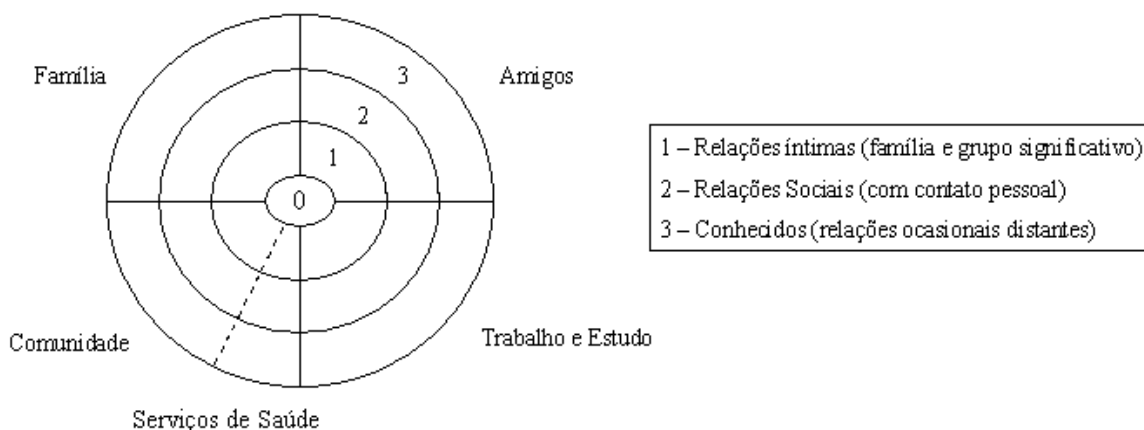 Família
Amigos
3
2
1
0
Comunidade
Trabalho e Estudo
Serviços de Saúde
1 – Relações íntimas (família e grupo significativo)
2 – Relações Sociais (com contato pessoal)
3 – Conhecidos (relações ocasionais distantes)